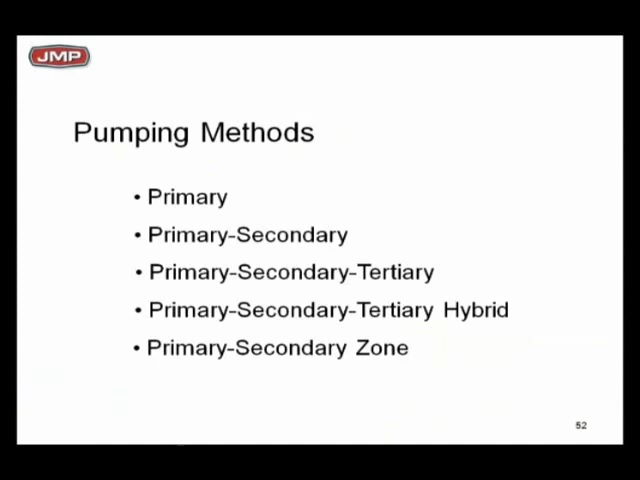 JMP
Pumping Methods
• Primary
• Primary-Secondary
• Primary-Secondary-Tertiary
• Primary-Secondary-Tertiary Hybrid
• Primary-Secondary Zone
52